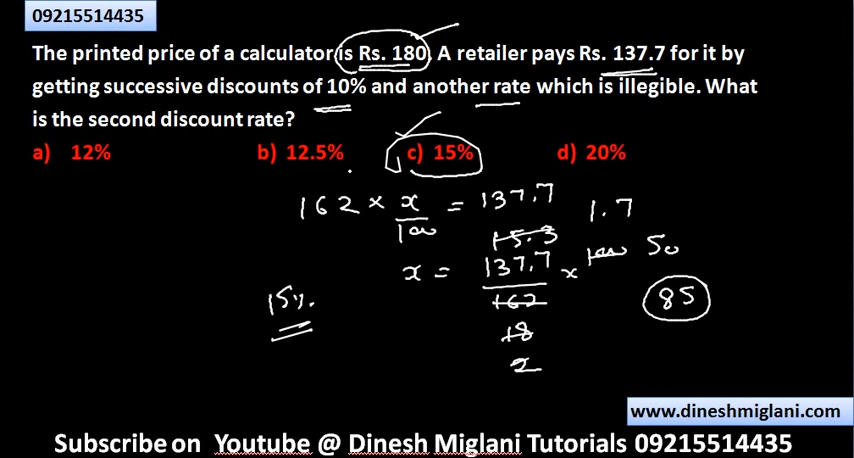 09215514435
The printed price of a calculator is Rs. 180. A retailer pays Rs. 137.7 for it by
getting successive discounts of 10% and another rate which is illegible. What
is the second discount rate?
a) 12% b) 12.5% c) 15% d) 20%
162 × x/100 = 137.7
1.7
15.3
x = 137.7/162 × 100 50
85
15%
18
2
www.dineshmiglani.com
Subscribe on Youtube @ Dinesh Miglani Tutorials 09215514435